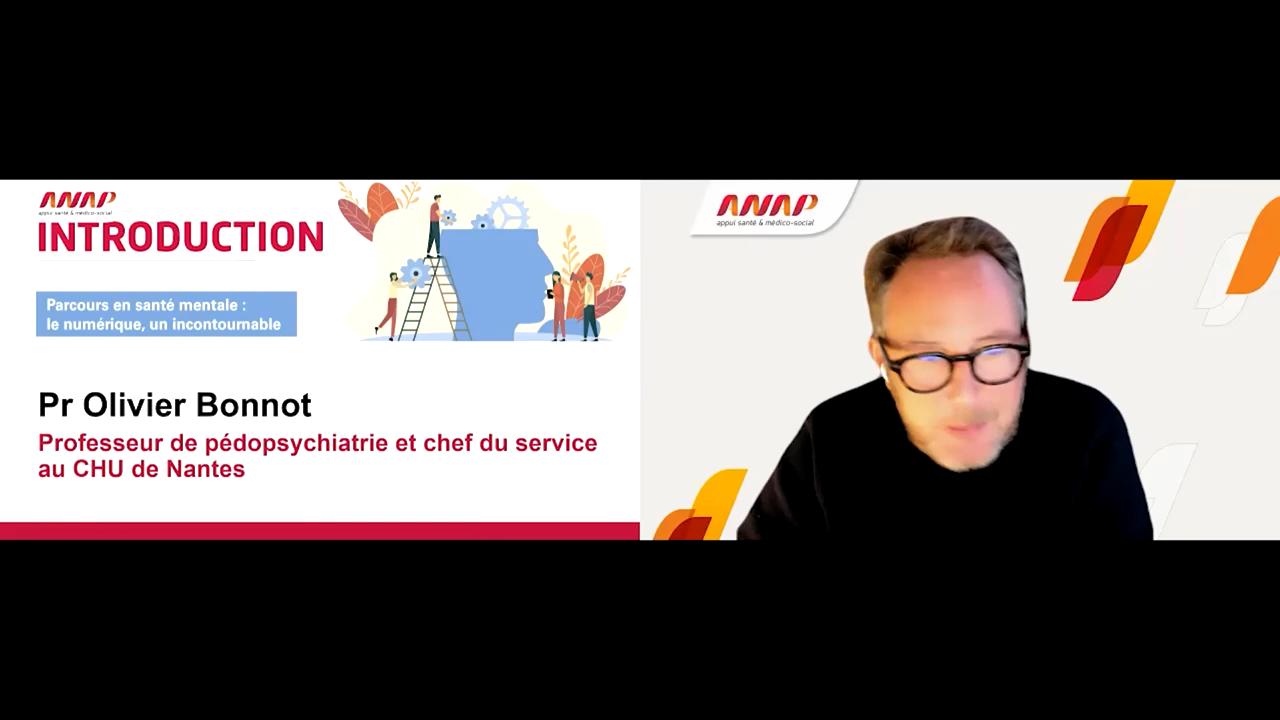 ANAP
appui santé & médico-social
INTRODUCTION
Parcours en santé mentale :
le numérique, un incontournable
Pr Olivier Bonnot
Professeur de pédopsychiatrie et chef du service
au CHU de Nantes
ANAP
appui santé & médico-social